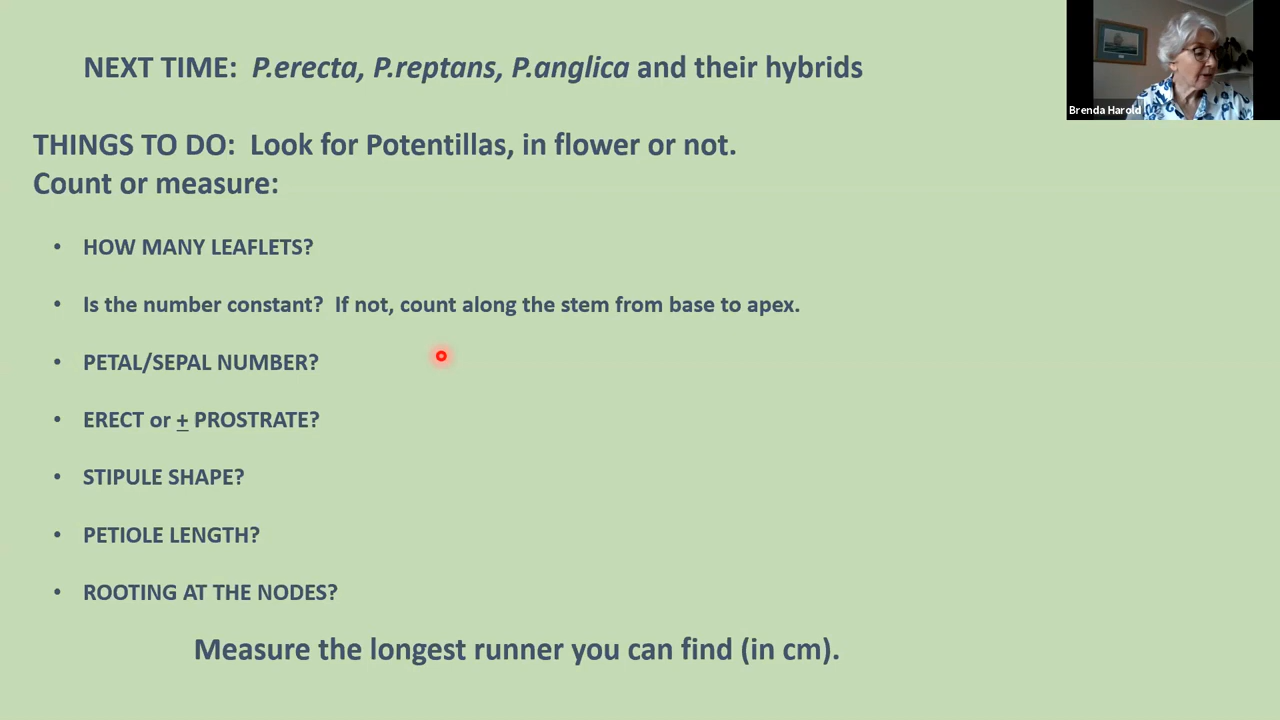 NEXT TIME: P.erecta, P.reptans, P.anglica and their hybrids
Brenda Harold
THINGS TO DO: Look for Potentillas, in flower or not.
Count or measure:
• HOW MANY LEAFLETS?
• Is the number constant? If not, count along the stem from base to apex.
• PETAL/SEPAL NUMBER?
• ERECT or ± PROSTRATE?
• STIPULE SHAPE?
• PETIOLE LENGTH?
• ROOTING AT THE NODES?
Measure the longest runner you can find (in cm).